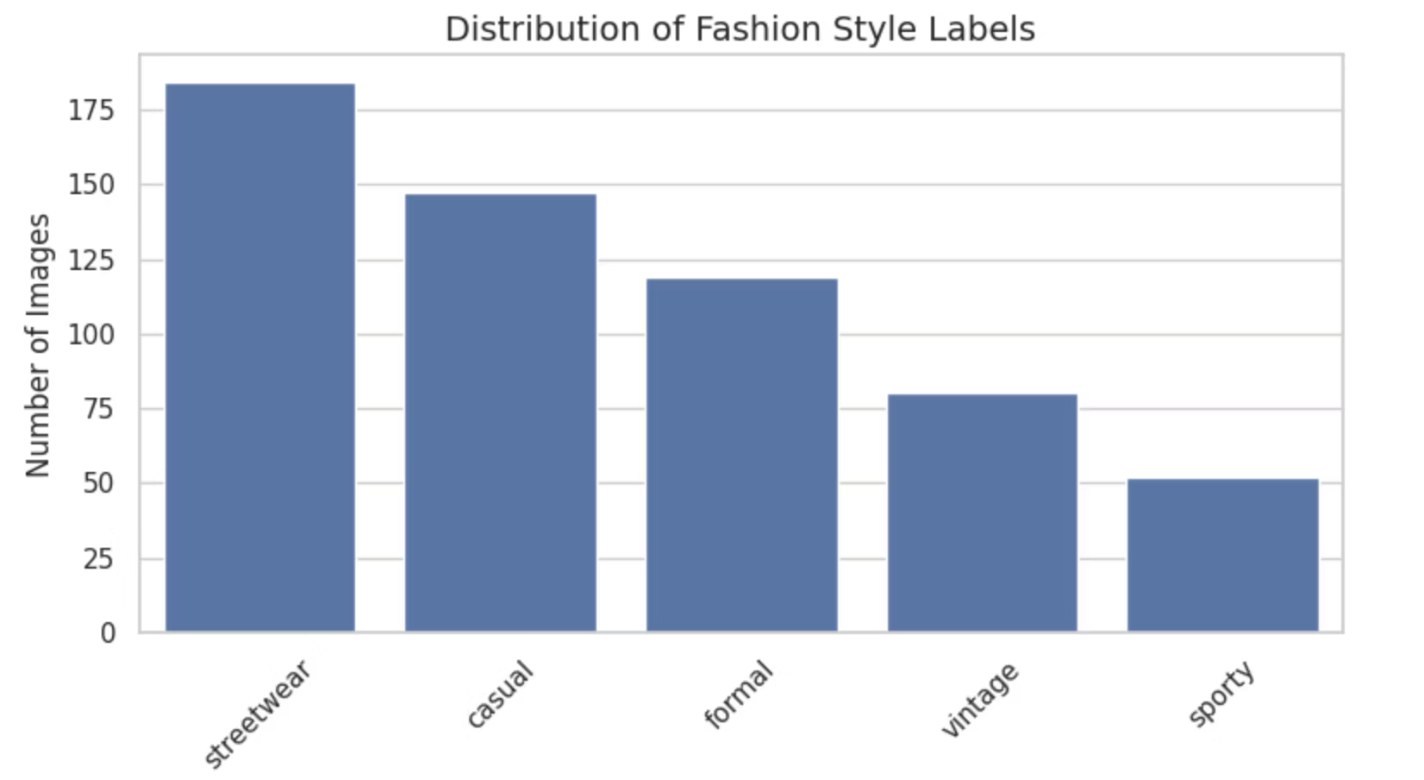 Distribution of Fashion Style Labels
Number of Images
175
150
125
100
75
50
25
0
streetwear
casual
formal
vintage
sporty